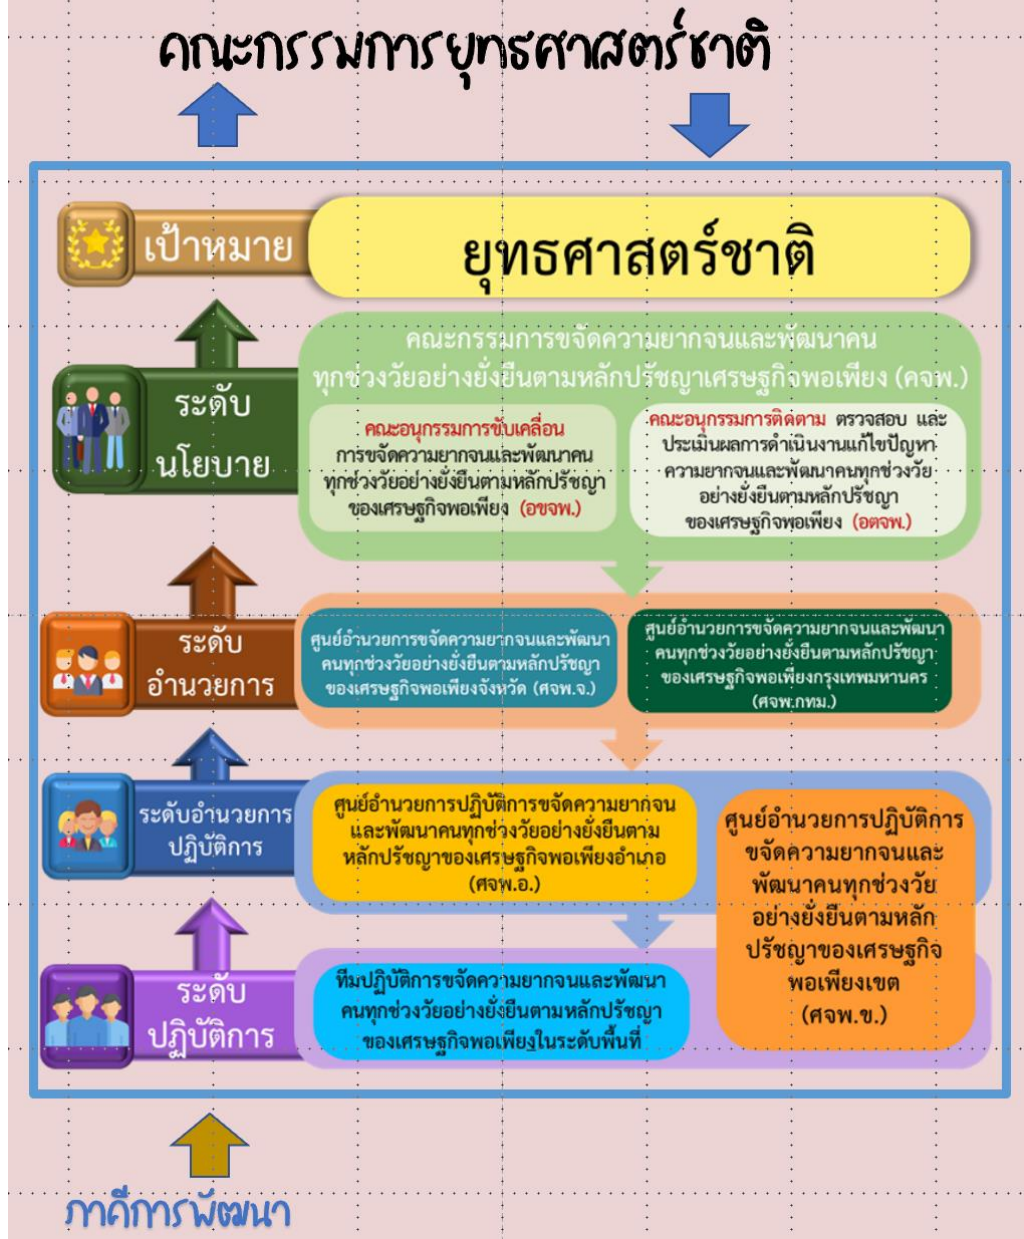 คณะกรรมการยุทธศาสตร์ชาติ
เป้าหมาย
ยุทธศาสตร์ชาติ
ระดับ
นโยบาย
คณะกรรมการขจัดความยากจนและพัฒนาคน
ทุกช่วงวัยอย่างยั่งยืนตามหลักปรัชญาเศรษฐกิจพอเพียง (คจพ.)
คณะอนุกรรมการขับเคลื่อน
การขจัดความยากจนและพัฒนาคน
ทุกช่วงวัยอย่างยั่งยืนตามหลักปรัชญา
ของเศรษฐกิจพอเพียง (อขจพ.)
คณะอนุกรรมการติดตาม ตรวจสอบ และ
ประเมินผลการดำเนินงานแก้ไขปัญหา
ความยากจนและพัฒนาคนทุกช่วงวัย
อย่างยั่งยืนตามหลักปรัชญา
ของเศรษฐกิจพอเพียง (อตจพ.)
ระดับ
อำนวยการ
ศูนย์อำนวยการขจัดความยากจนและพัฒนา
คนทุกช่วงวัยอย่างยั่งยืนตามหลักปรัชญา
ของเศรษฐกิจพอเพียงจังหวัด (ศจพ.จ.)
ศูนย์อำนวยการขจัดความยากจนและพัฒนา
คนทุกช่วงวัยอย่างยั่งยืนตามหลักปรัชญา
ของเศรษฐกิจพอเพียงกรุงเทพมหานคร
(ศจพ.กทม.)
ระดับอำนวยการ
ปฏิบัติการ
ศูนย์อำนวยการปฏิบัติการขจัดความยากจน
และพัฒนาคนทุกช่วงวัยอย่างยั่งยืนตาม
หลักปรัชญาของเศรษฐกิจพอเพียงอำเภอ
(ศจพ.อ.)
ศูนย์อำนวยการปฏิบัติการ
ขจัดความยากจนและ
พัฒนาคนทุกช่วงวัย
อย่างยั่งยืนตามหลัก
ปรัชญาของเศรษฐกิจ
พอเพียงเขต
(ศจพ.ข.)
ระดับ
ปฏิบัติการ
ทีมปฏิบัติการขจัดความยากจนและพัฒนา
คนทุกช่วงวัยอย่างยั่งยืนตามหลักปรัชญา
ของเศรษฐกิจพอเพียงในระดับพื้นที่
ภาคีการพัฒนา